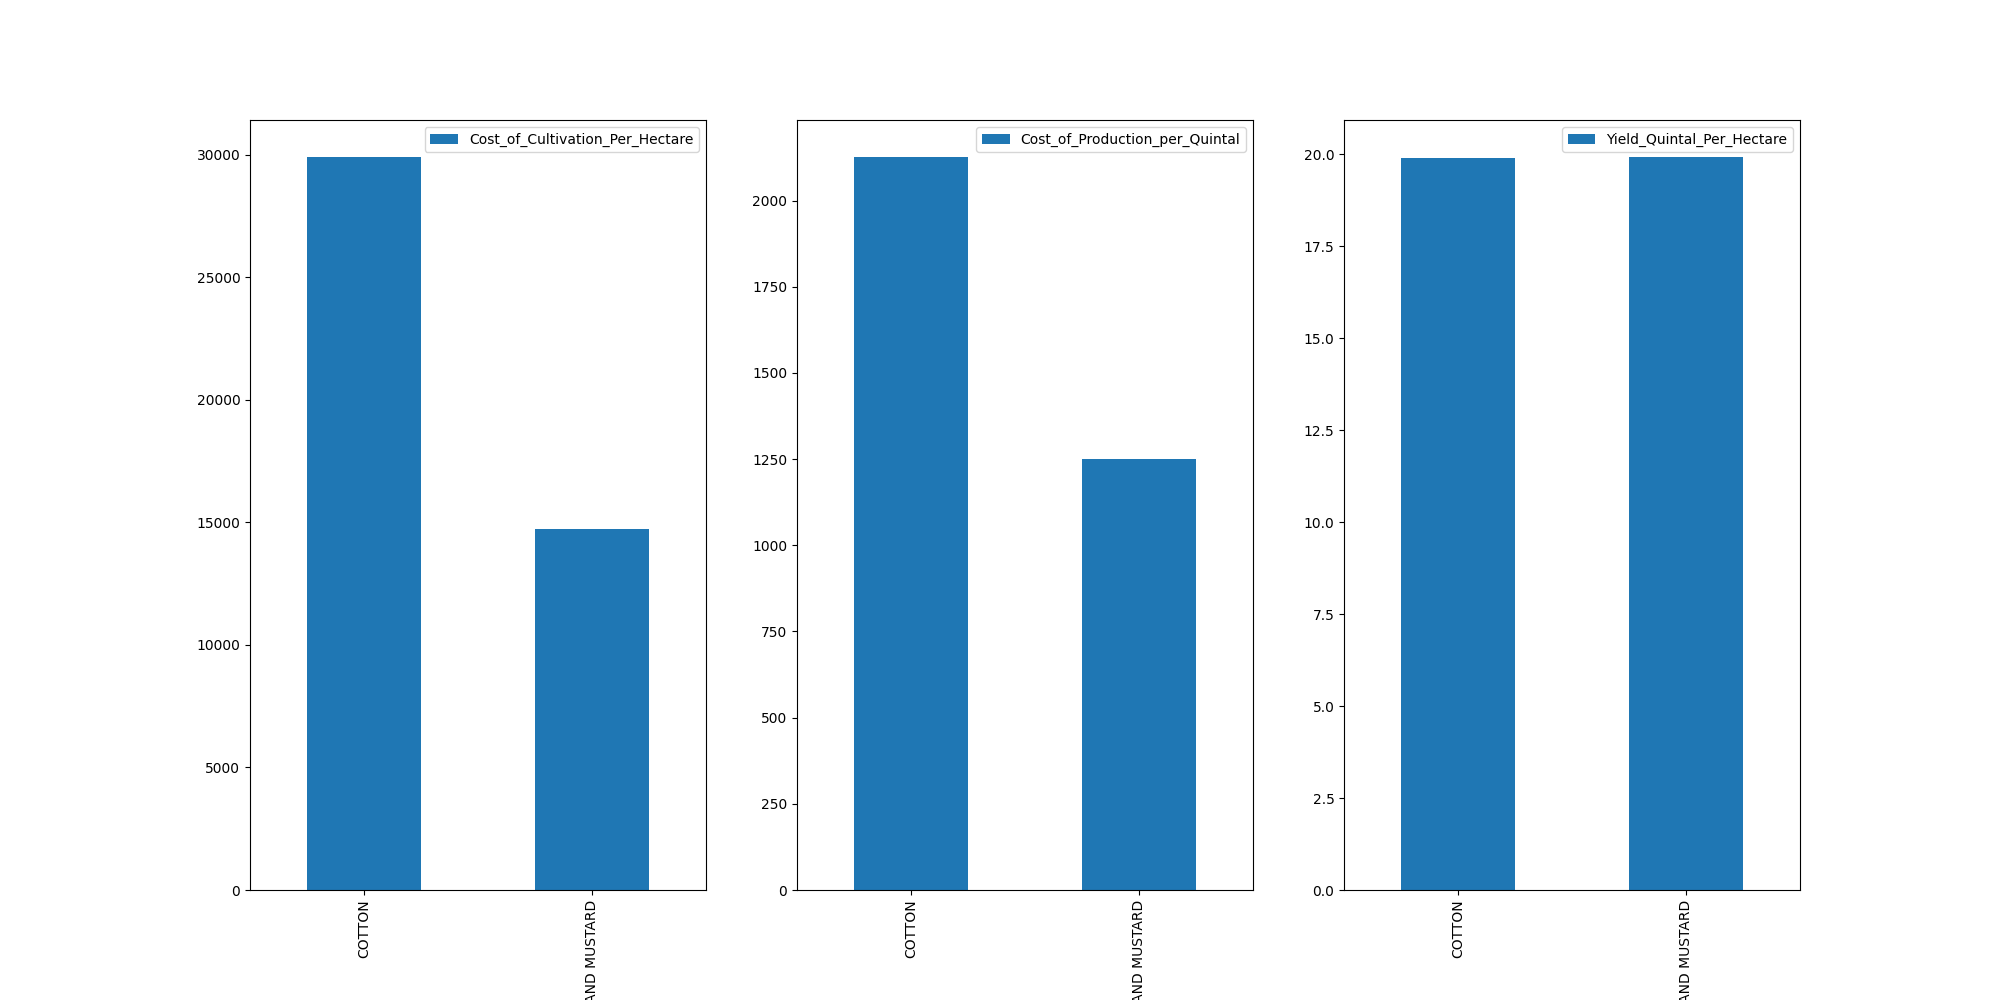 Cost_of_Cultivation_Per_Hectare
30000
25000
20000
15000
10000
5000
0
COTTON
AND MUSTARD
Cost_of_Production_per_Quintal
2000
1750
1500
1250
1000
750
500
250
0
COTTON
AND MUSTARD
Yield_Quintal_Per_Hectare
20.0
17.5
15.0
12.5
10.0
7.5
5.0
2.5
0.0
COTTON
AND MUSTARD